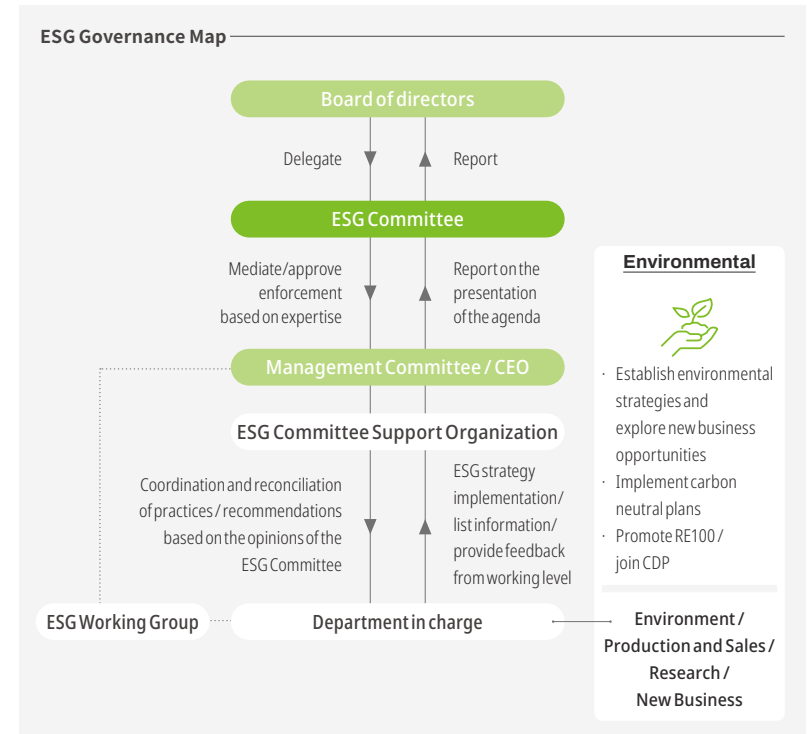 ESG Governance Map
Board of directors
Delegate
Report
ESG Committee
Mediate/approve
enforcement
based on expertise
Report on the
presentation
of the agenda
Management Committee / CEO
ESG Committee Support Organization
Coordination and reconciliation
of practices / recommendations
based on the opinions of the
ESG Committee
ESG strategy
implementation/
list information/
provide feedback
from working level
ESG Working Group
Department in charge
Environmental
· Establish environmental
strategies and
explore new business
opportunities
· Implement carbon
neutral plans
· Promote RE100 /
join CDP
Environment /
Production and Sales /
Research /
New Business